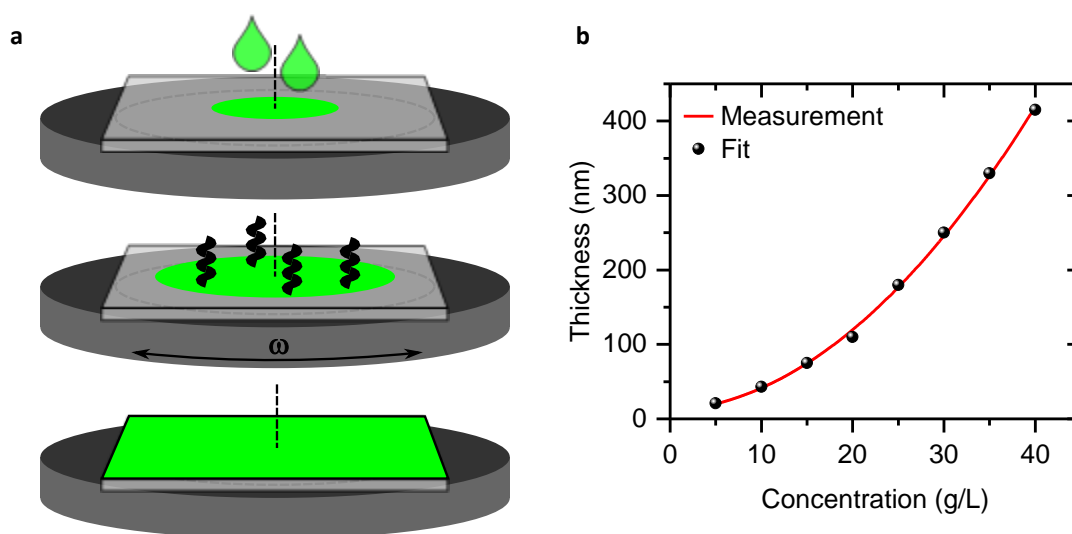 a
ω
b
Thickness (nm)
400
300
200
100
0
Measurement
Fit
0 10 20 30 40
Concentration (g/L)